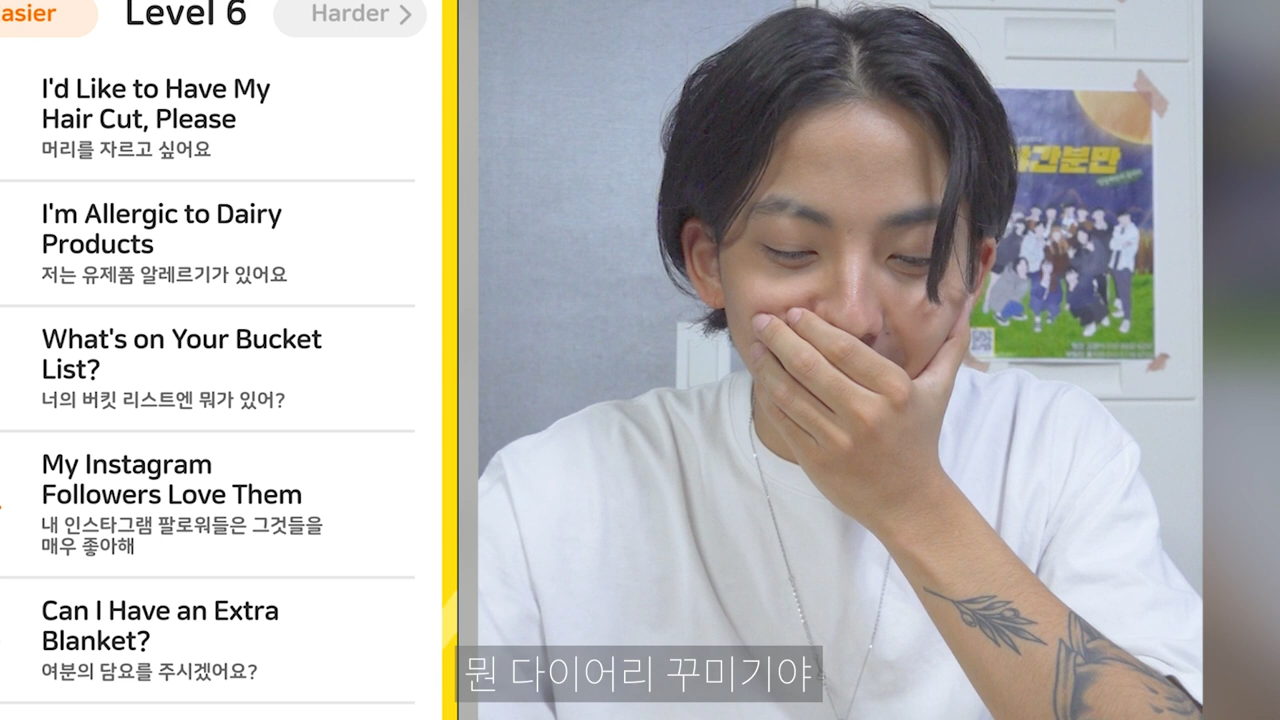 asier
Level 6
Harder
I'd Like to Have My
Hair Cut, Please
머리를 자르고 싶어요
I'm Allergic to Dairy
Products
저는 유제품 알레르기가 있어요
What's on Your Bucket
List?
너의 버킷 리스트엔 뭐가 있어?
My Instagram
Followers Love Them
내 인스타그램 팔로워들은 그것들을
매우 좋아해
Can I Have an Extra
Blanket?
여분의 담요를 주시겠어요?
간분만
뭔 다이어리 꾸미기야